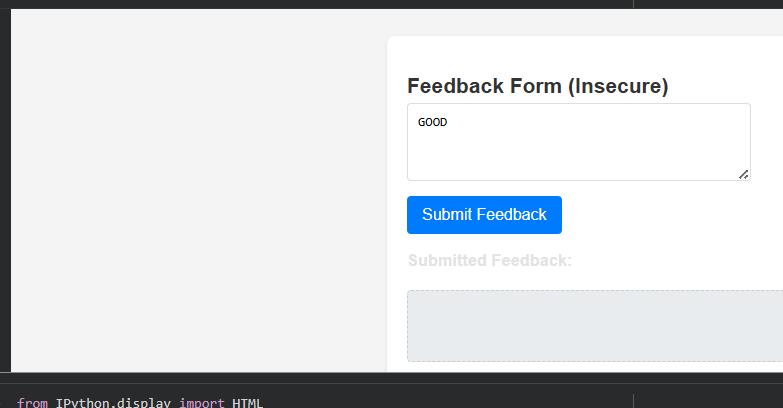 Feedback Form (Insecure)
GOOD
Submit Feedback
Submitted Feedback:
from IPython.display import HTML